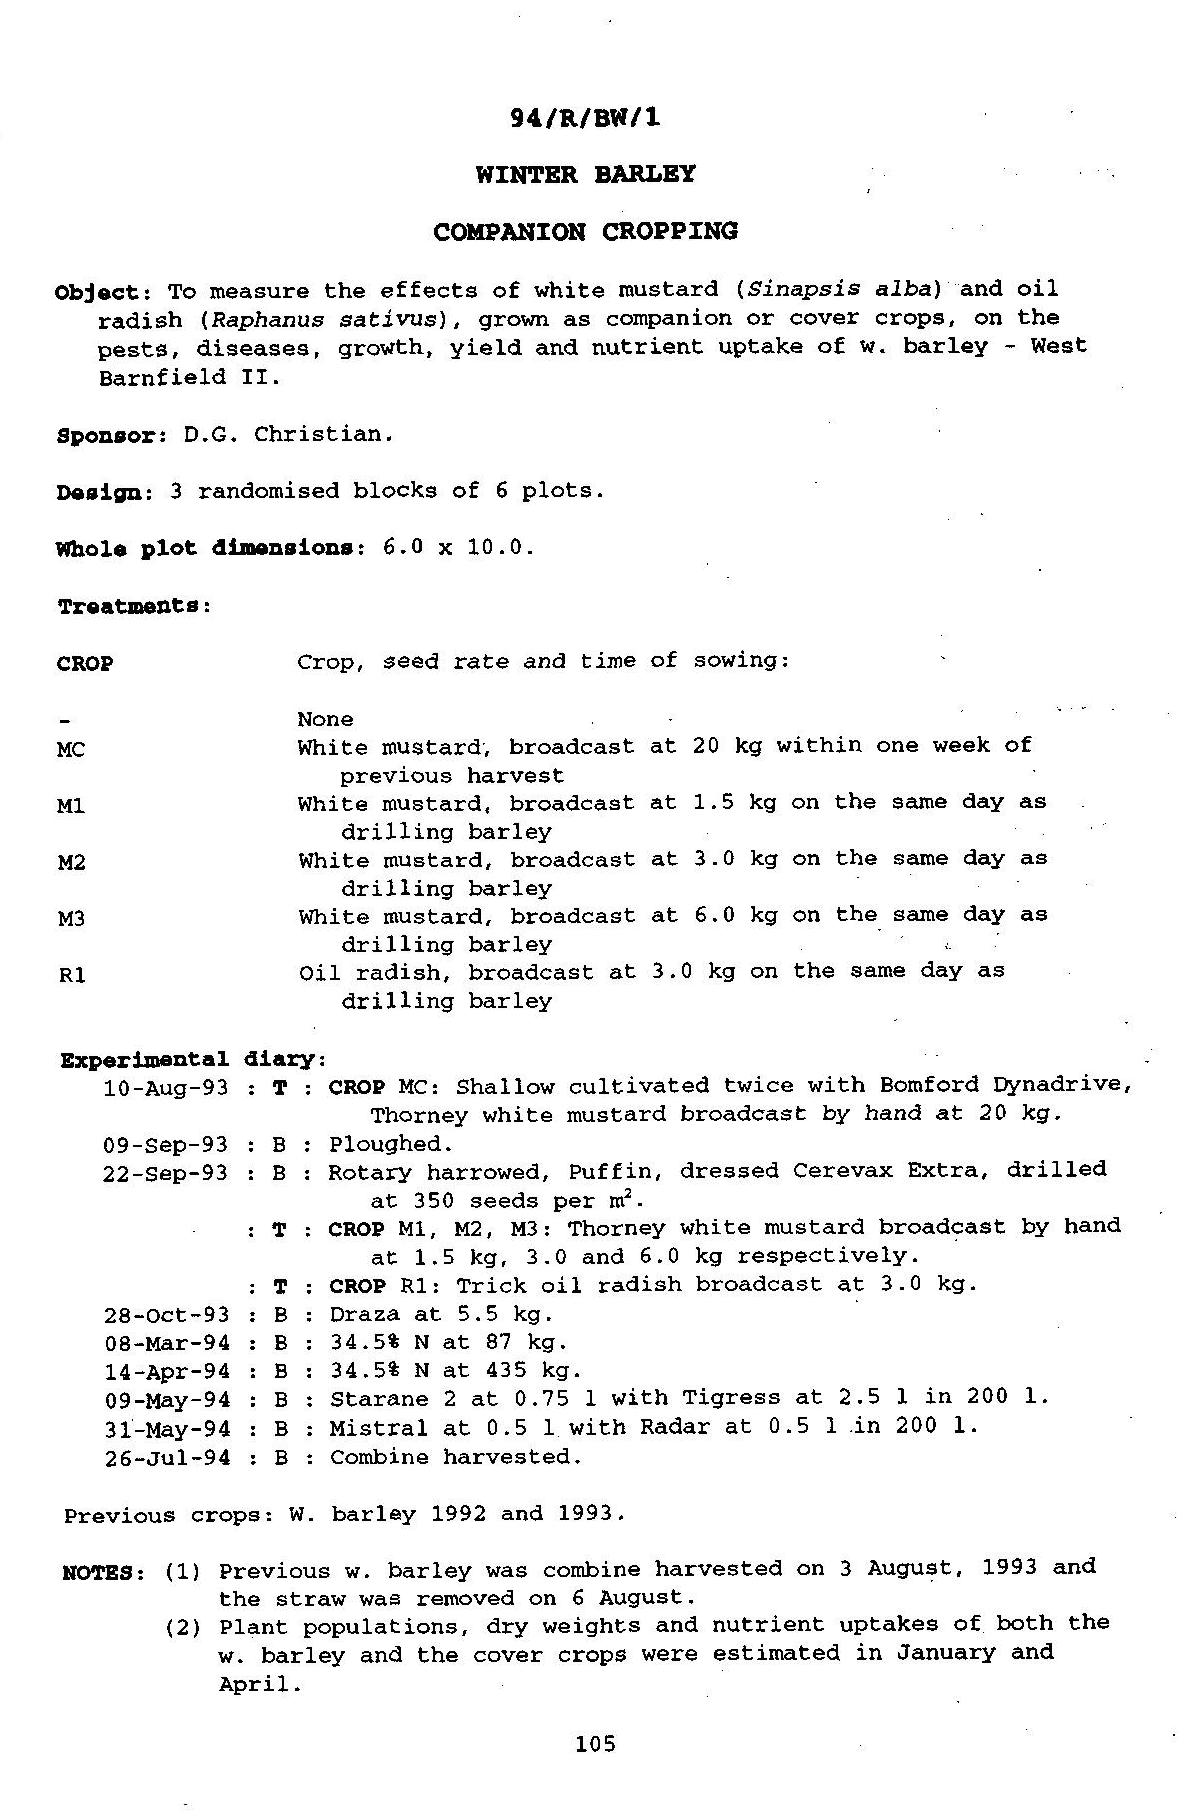 94/R/BW/1
WINTER BARLEY
COMPANION CROPPING
Object: To measure the effects of white mustard (Sinapsis alba) and oil
radish (Raphanus sativus), grown as companion or cover crops, on the
pests, diseases, growth, yield and nutrient uptake of w. barley - West
Barnfield II.
Sponsor: D.G. Christian.
Design: 3 randomised blocks of 6 plots.
Whole plot dimensions: 6.0 x 10.0.
Treatments:
CROP Crop, seed rate and time of sowing:
- None
MC White mustard, broadcast at 20 kg within one week of
previous harvest
M1 White mustard, broadcast at 1.5 kg on the same day as
drilling barley
M2 White mustard, broadcast at 3.0 kg on the same day as
drilling barley
M3 White mustard, broadcast at 6.0 kg on the same day as
drilling barley
R1 Oil radish, broadcast at 3.0 kg on the same day as
drilling barley
Experimental diary:
10-Aug-93 : T : CROP MC: Shallow cultivated twice with Bomford Dynadrive,
Thorney white mustard broadcast by hand at 20 kg.
09-Sep-93 : B : Ploughed.
22-Sep-93 : B : Rotary harrowed, Puffin, dressed Cerevax Extra, drilled
at 350 seeds per m².
: T : CROP M1, M2, M3: Thorney white mustard broadcast by hand
at 1.5 kg, 3.0 and 6.0 kg respectively.
: T : CROP R1: Trick oil radish broadcast at 3.0 kg.
28-Oct-93 : B : Draza at 5.5 kg.
08-Mar-94 : B : 34.5% N at 87 kg.
14-Apr-94 : B : 34.5% N at 435 kg.
09-May-94 : B : Starane 2 at 0.75 l with Tigress at 2.5 l in 200 l.
31-May-94 : B : Mistral at 0.5 l with Radar at 0.5 l in 200 l.
26-Jul-94 : B : Combine harvested.
Previous crops: W. barley 1992 and 1993.
NOTES: (1) Previous w. barley was combine harvested on 3 August, 1993 and
the straw was removed on 6 August.
(2) Plant populations, dry weights and nutrient uptakes of both the
w. barley and the cover crops were estimated in January and
April.
105